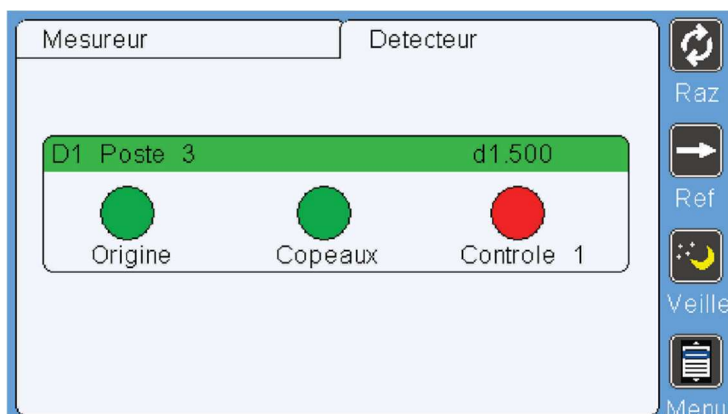 Mesureur
Detecteur
D1 Poste 3 d1.500
Origine Copeaux Controle 1
Raz
Ref
Veille
Menu